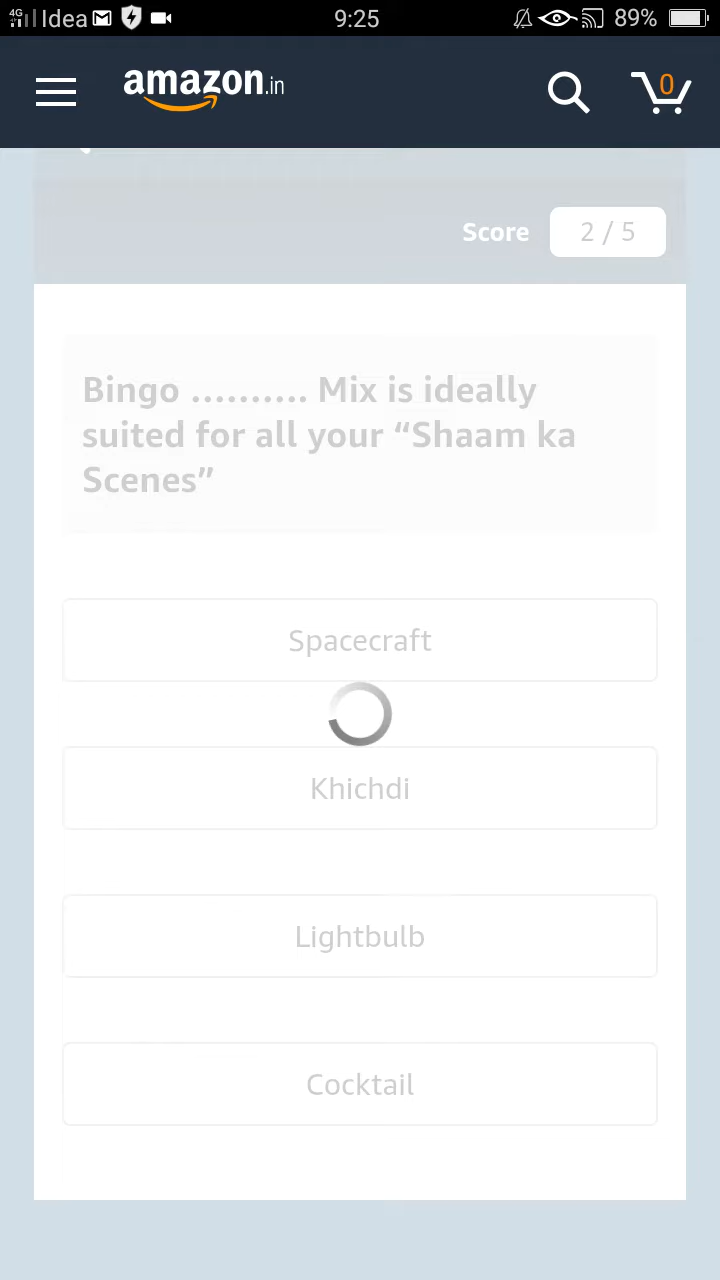 4G Idea 9:25 89%
amazon.in 0
Score 2 / 5
Bingo .......... Mix is ideally
suited for all your “Shaam ka
Scenes”
Spacecraft
Khichdi
Lightbulb
Cocktail